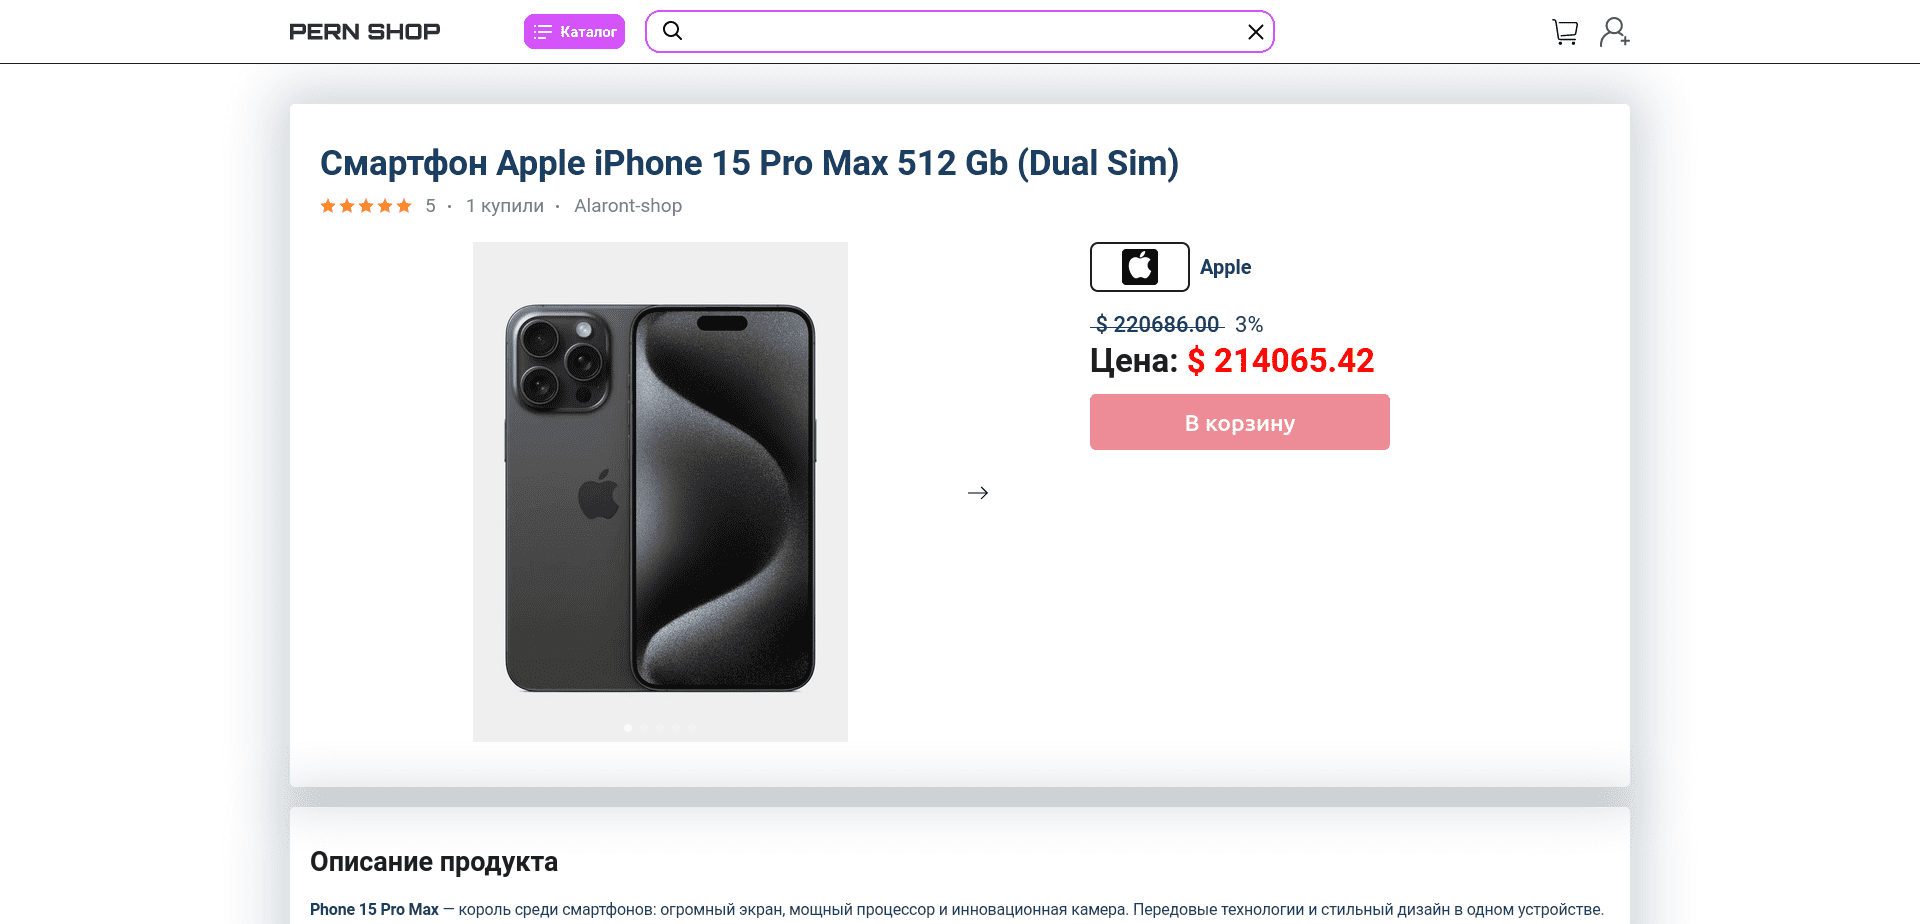 PERN SHOP
Каталог
Смартфон Apple iPhone 15 Pro Max 512 Gb (Dual Sim)
5 · 1 купили · Alaront-shop
Apple
$ 220686.00 3%
Цена: $ 214065.42
В корзину
Описание продукта
Phone 15 Pro Max — король среди смартфонов: огромный экран, мощный процессор и инновационная камера. Передовые технологии и стильный дизайн в одном устройстве.